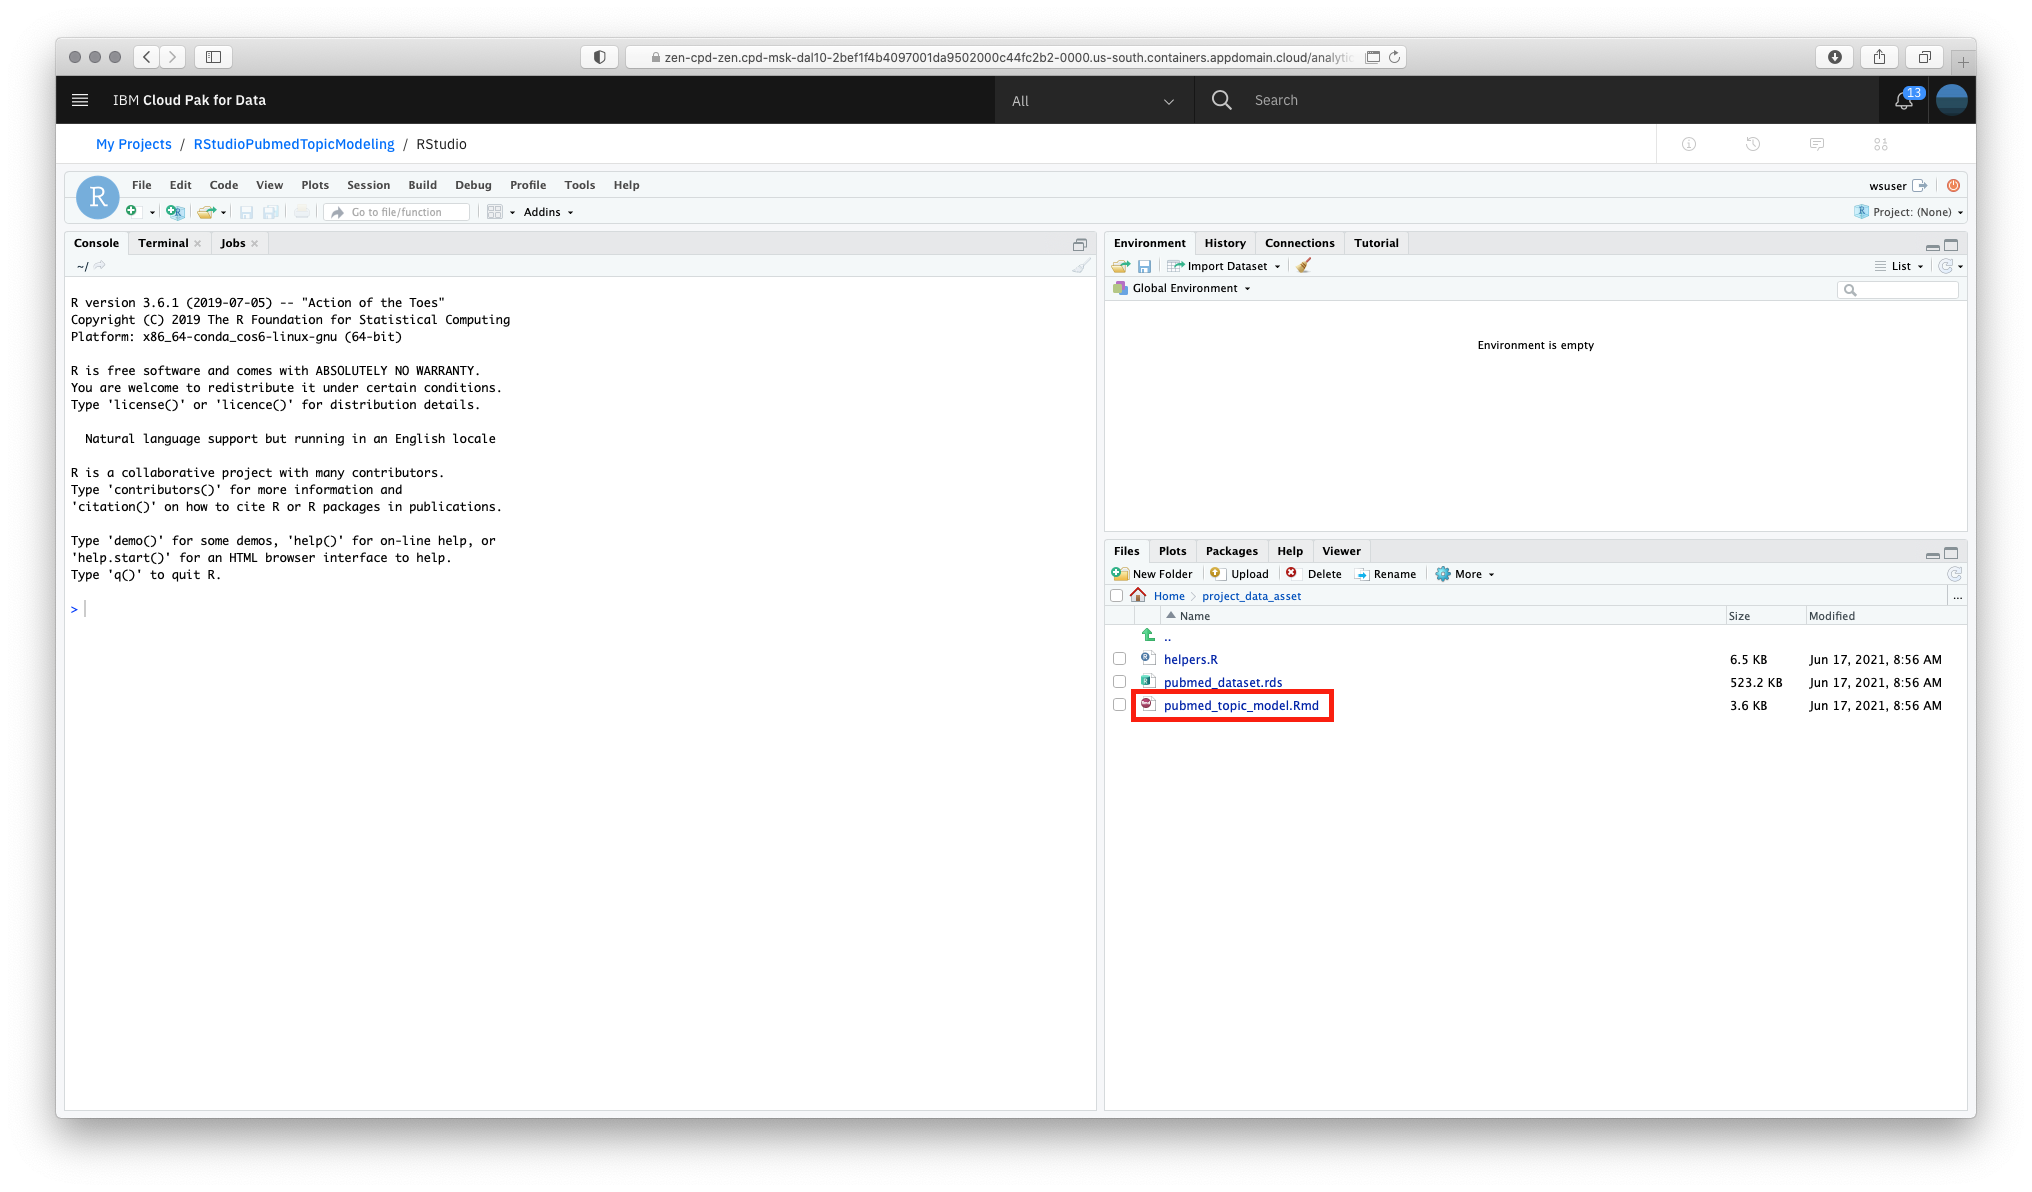 zen-cpd-zen.cpd-msk-dal10-2bef1f4b4097001da9502000c44fc2b2-0000.us-south.containers.appdomain.cloud/analytic
IBM Cloud Pak for Data
All
Search
13
My Projects / RStudioPubmedTopicModeling / RStudio
R
File Edit Code View Plots Session Build Debug Profile Tools Help
wsuser
Go to file/function
Addins
Project: (None)
Console Terminal Jobs
~/
R version 3.6.1 (2019-07-05) -- "Action of the Toes"
Copyright (C) 2019 The R Foundation for Statistical Computing
Platform: x86_64-conda_cos6-linux-gnu (64-bit)
R is free software and comes with ABSOLUTELY NO WARRANTY.
You are welcome to redistribute it under certain conditions.
Type 'license()' or 'licence()' for distribution details.
Natural language support but running in an English locale
R is a collaborative project with many contributors.
Type 'contributors()' for more information and
'citation()' on how to cite R or R packages in publications.
Type 'demo()' for some demos, 'help()' for on-line help, or
'help.start()' for an HTML browser interface to help.
Type 'q()' to quit R.
>
Environment History Connections Tutorial
Import Dataset
List
Global Environment
Environment is empty
Files Plots Packages Help Viewer
New Folder Upload Delete Rename More
Home project_data_asset ...
Name Size Modified
..
helpers.R 6.5 KB Jun 17, 2021, 8:56 AM
pubmed_dataset.rds 523.2 KB Jun 17, 2021, 8:56 AM
pubmed_topic_model.Rmd 3.6 KB Jun 17, 2021, 8:56 AM